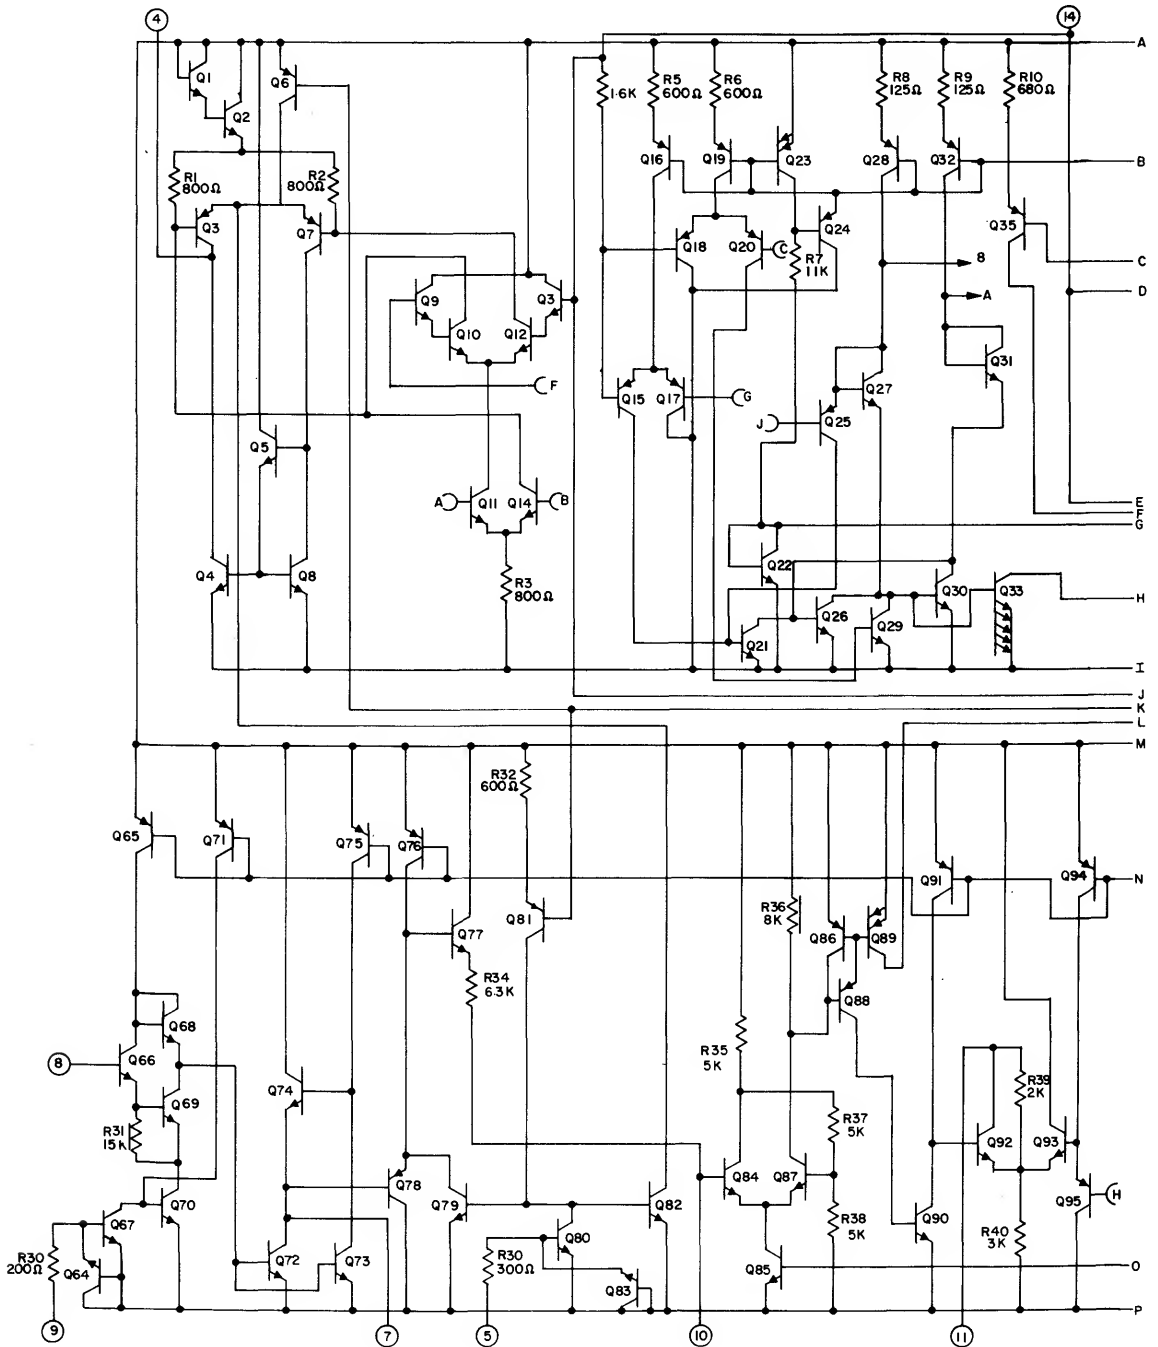 4
14
A
Q1
Q6
1.6K
R5
600Ω
R6
600Ω
R8
125Ω
R9
125Ω
R10
680Ω
Q2
Q16
Q19
Q23
Q28
Q32
B
R1
800Ω
R2
800Ω
Q3
Q7
Q18
Q20
C
R7
11K
Q24
Q35
8
C
Q9
Q3
A
D
Q10
Q12
Q31
F
Q15
Q17
G
Q27
J
Q25
Q5
A
Q11
Q14
B
E
F
G
Q4
Q8
R3
800Ω
Q22
Q30
Q33
H
Q21
Q26
Q29
I
J
K
L
M
R32
600Ω
Q65
Q71
Q75
Q76
Q91
Q94
N
Q77
Q81
R36
8K
Q86
Q89
R34
6.3K
Q88
Q68
8
Q66
R35
5K
Q74
R39
2K
Q69
R31
15K
R37
5K
Q92
Q93
Q78
Q84
Q87
Q70
Q79
Q82
Q95
H
Q67
R38
5K
Q90
Q80
R40
3K
R30
200Ω
Q64
Q72
Q73
R30
300Ω
Q83
Q85
O
P
9
7
5
10
11